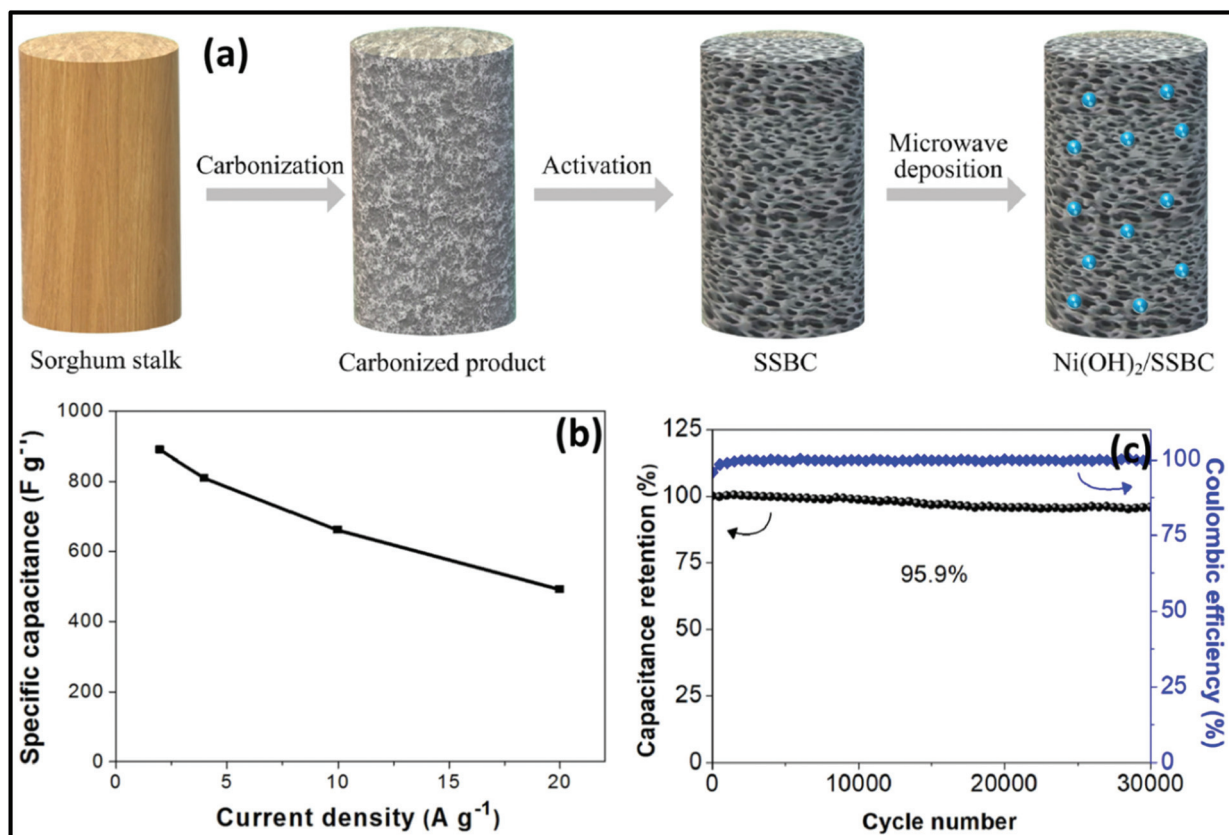 (a)
Carbonization
Activation
Microwave
deposition
Sorghum stalk
Carbonized product
SSBC
Ni(OH)₂/SSBC
(b)
Specific capacitance (F g⁻¹)
1000
800
600
400
200
0
0
5
10
15
20
Current density (A g⁻¹)
(c)
Capacitance retention (%)
125
100
75
50
25
0
95.9%
100
75
50
25
0
Coulombic efficiency (%)
0
10000
20000
30000
Cycle number